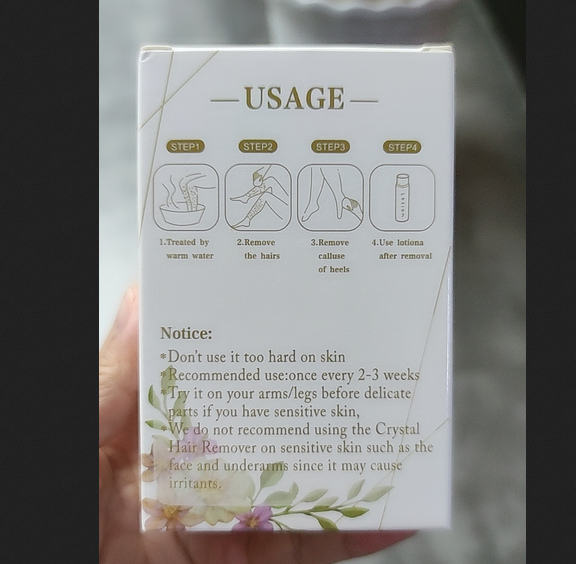 USAGE
STEP1 STEP2 STEP3 STEP4
LOTION
1.Treated by 2.Remove 3.Remove 4.Use lotiona
warm water the hairs calluse after removal
of heels
Notice:
*Don't use it too hard on skin
*Recommended use:once every 2-3 weeks
*Try it on your arms/legs before delicate
parts if you have sensitive skin,
*We do not recommend using the Crystal
Hair Remover on sensitive skin such as the
face and underarms since it may cause
irritants.